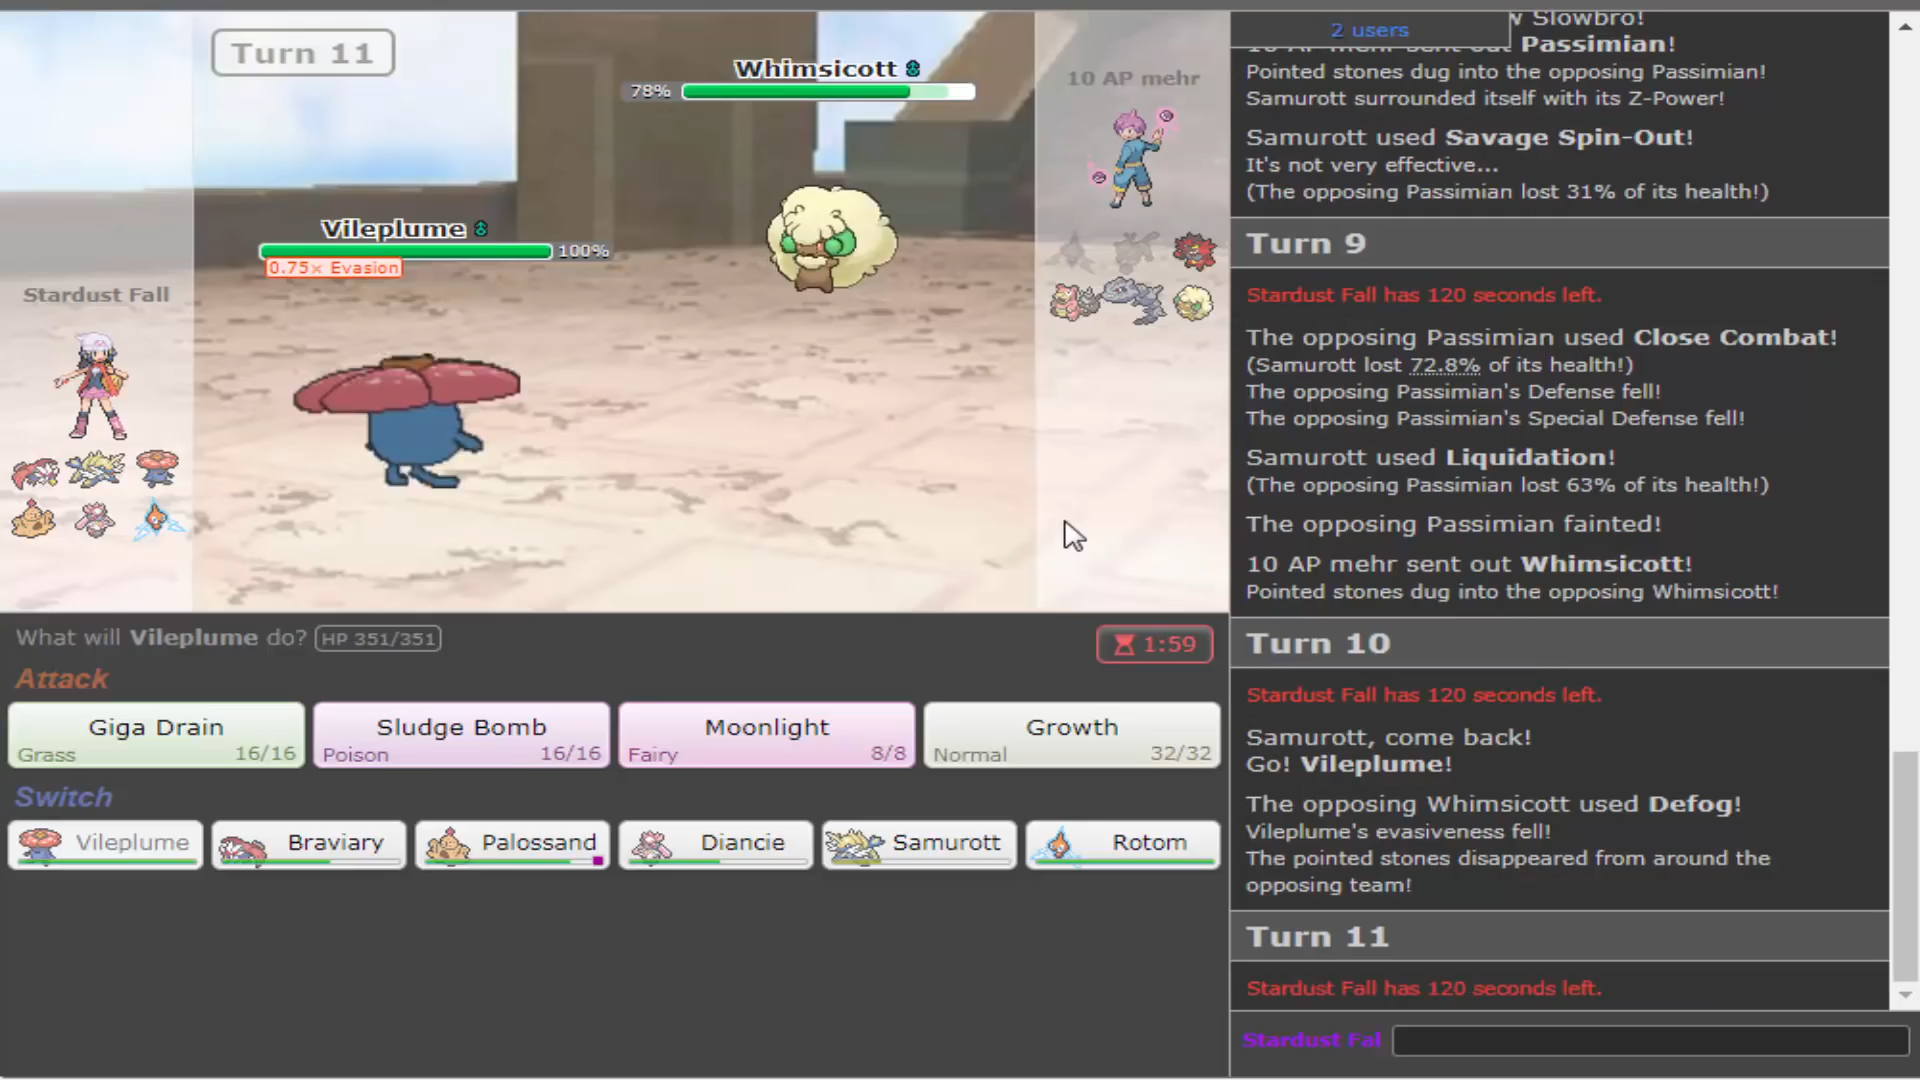 Turn 11
Whimsicott
78%
10 AP mehr
Vileplume
100%
0.75× Evasion
Stardust Fall
What will Vileplume do? HP 351/351
1:59
Attack
Giga Drain
Grass 16/16
Sludge Bomb
Poison 16/16
Moonlight
Fairy 8/8
Growth
Normal 32/32
Switch
Vileplume
Braviary
Palossand
Diancie
Samurott
Rotom
2 users
Slowbro!
Passimian!
Pointed stones dug into the opposing Passimian!
Samurott surrounded itself with its Z-Power!
Samurott used Savage Spin-Out!
It's not very effective...
(The opposing Passimian lost 31% of its health!)
Turn 9
Stardust Fall has 120 seconds left.
The opposing Passimian used Close Combat!
(Samurott lost 72.8% of its health!)
The opposing Passimian's Defense fell!
The opposing Passimian's Special Defense fell!
Samurott used Liquidation!
(The opposing Passimian lost 63% of its health!)
The opposing Passimian fainted!
10 AP mehr sent out Whimsicott!
Pointed stones dug into the opposing Whimsicott!
Turn 10
Stardust Fall has 120 seconds left.
Samurott, come back!
Go! Vileplume!
The opposing Whimsicott used Defog!
Vileplume's evasiveness fell!
The pointed stones disappeared from around the
opposing team!
Turn 11
Stardust Fall has 120 seconds left.
Stardust Fal